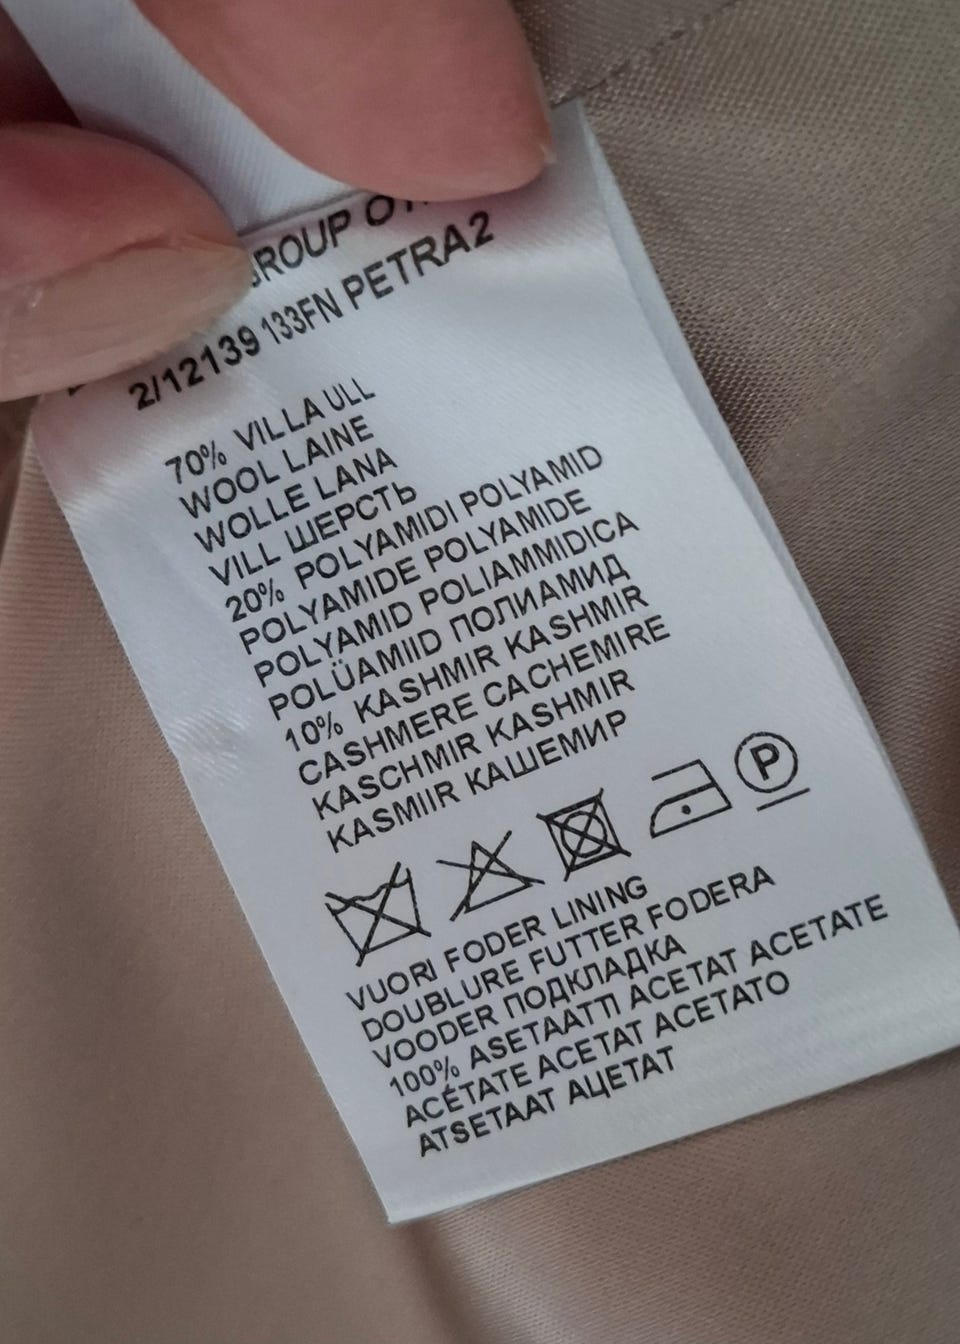 GROUP
2/12139 133FN PETRA2
70% VILLA ULL
WOOL LAINE
WOLLE LANA
VILL ШЕРСТЬ
20% POLYAMIDI POLYAMID
POLYAMIDE POLYAMIDE
POLYAMID POLIAMMIDICA
POLÜAMIID ПОЛИАМИД
10% KASHMIR KASHMIR
CASHMERE CACHEMIRE
KASCHMIR KASHMIR
KASMIIR КАШЕМИР
P
VUORI FODER LINING
DOUBLURE FUTTER FODERA
VOODER ПОДКЛАДКА
100% ASETAATTI ACETAT ACETATE
ACÉTATE ACETAT ACETATO
ATSETAAT АЦЕТАТ